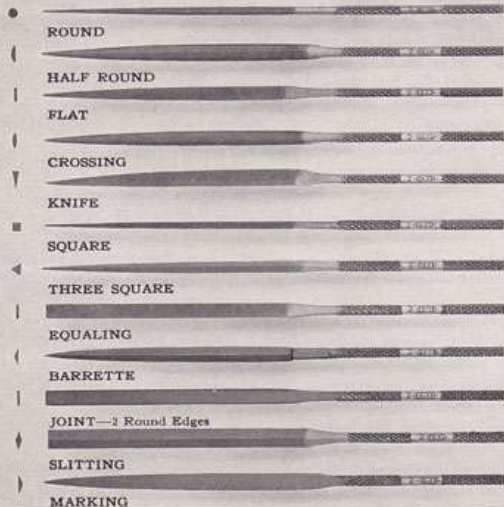 ROUND
HALF ROUND
FLAT
CROSSING
KNIFE
SQUARE
THREE SQUARE
EQUALING
BARRETTE
JOINT—2 Round Edges
SLITTING
MARKING